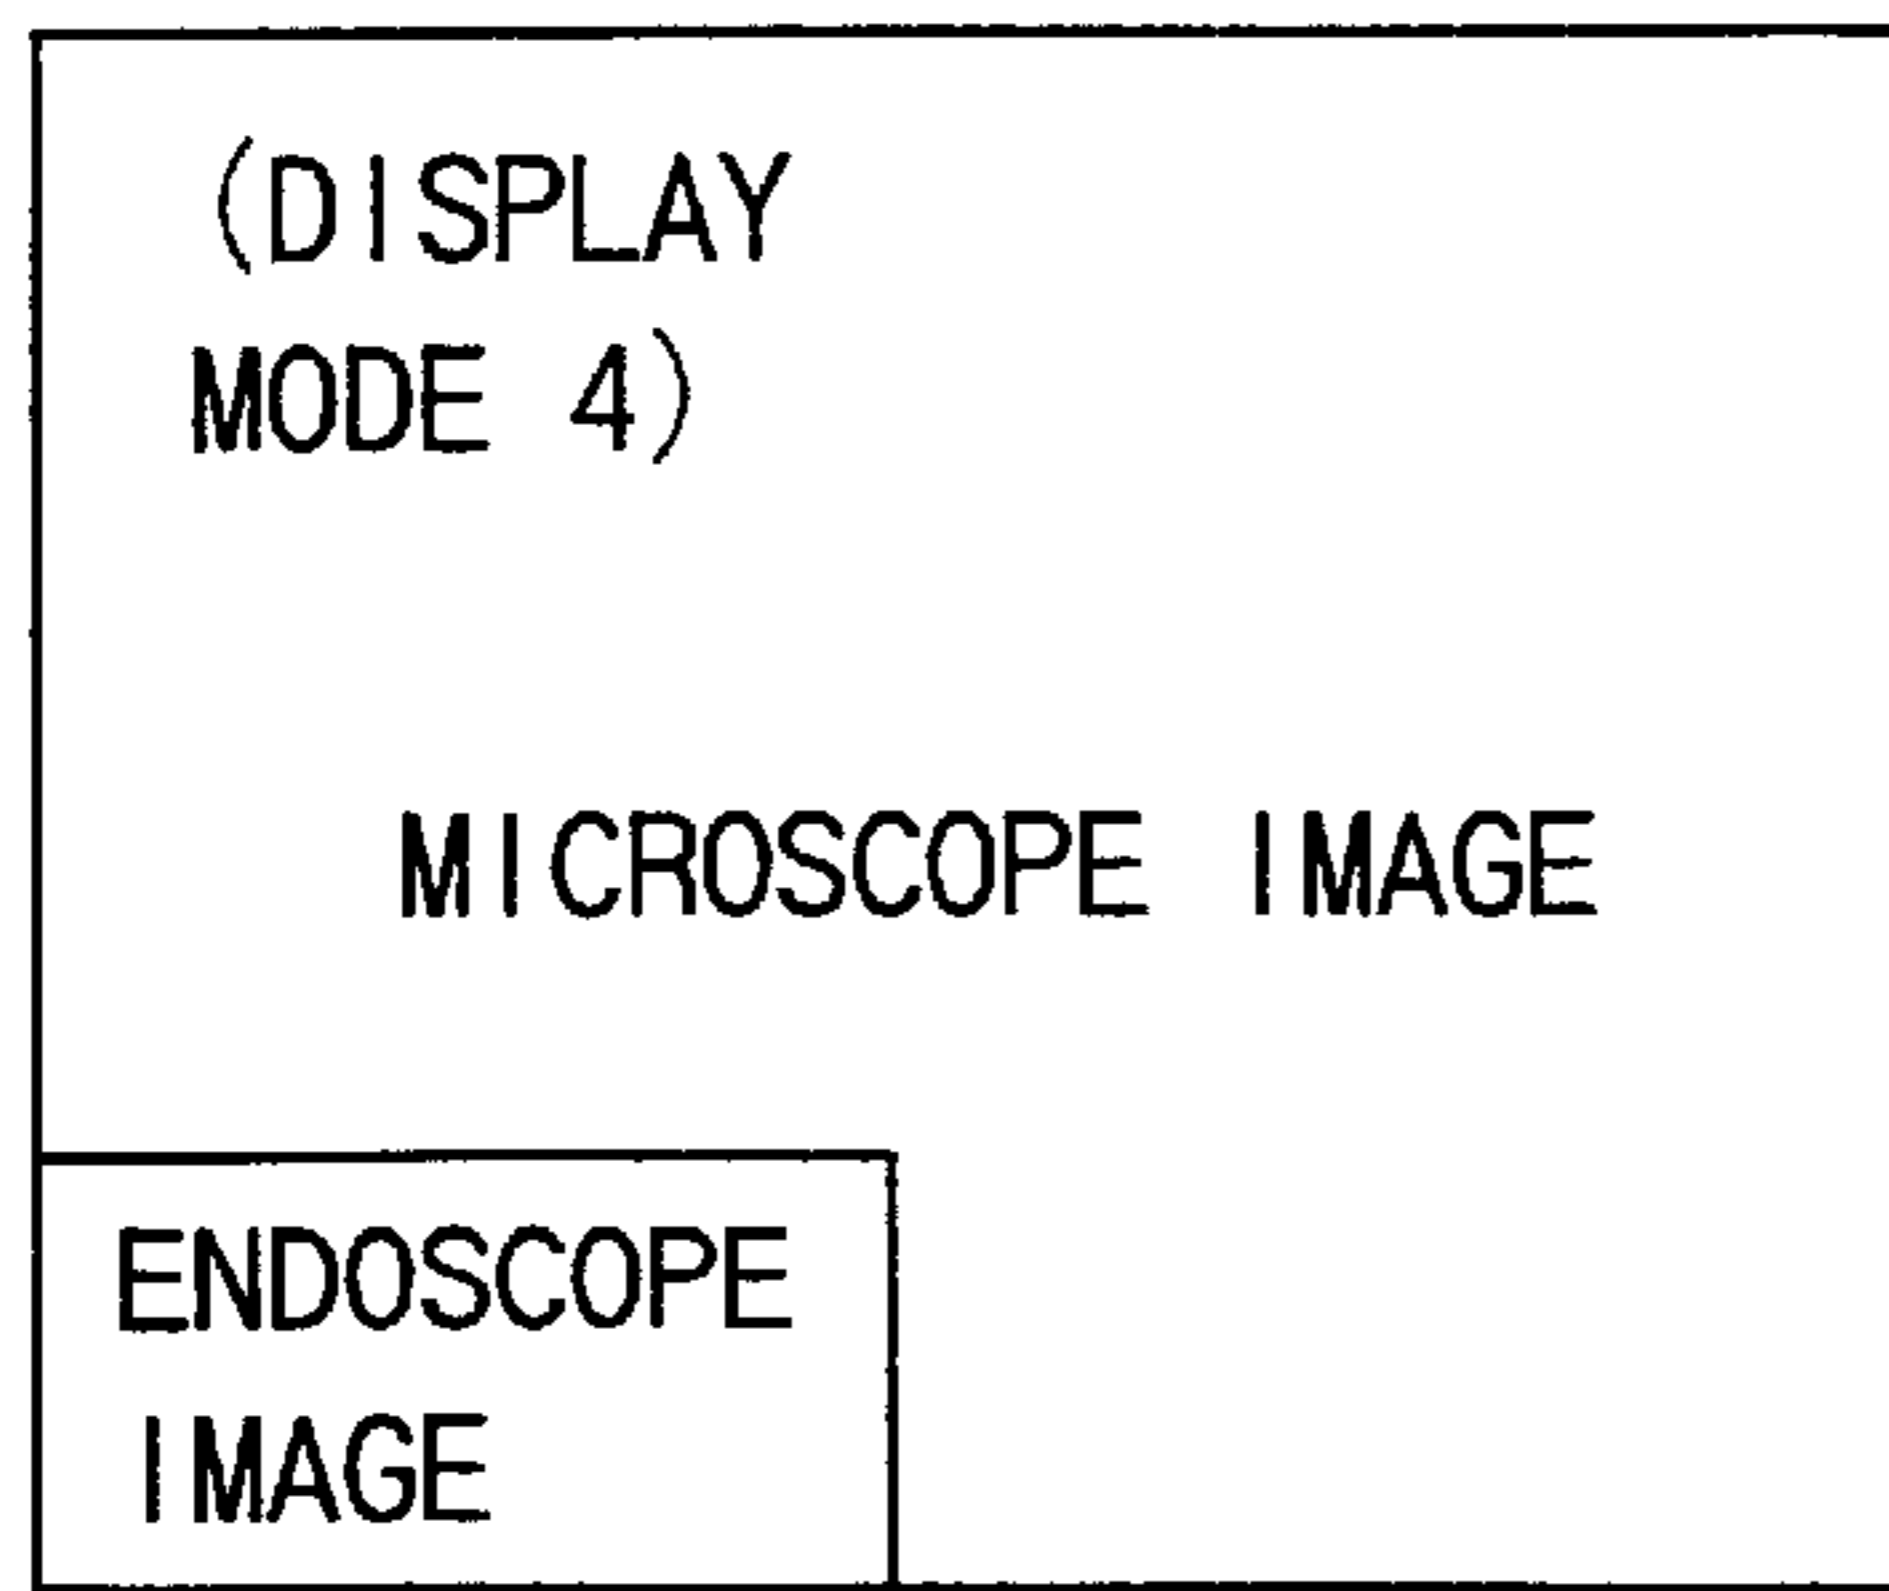 (DISPLAY
MODE 4)
MICROSCOPE IMAGE
ENDOSCOPE
IMAGE